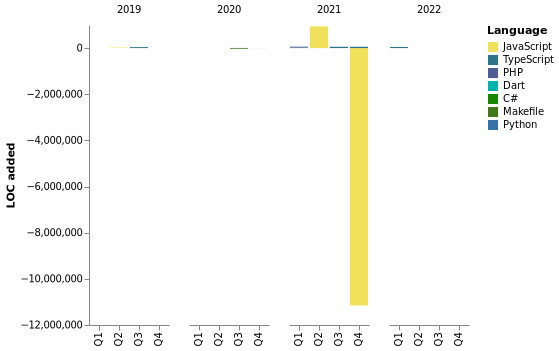 2019 2020 2021 2022
LOC added
0
−2,000,000
−4,000,000
−6,000,000
−8,000,000
−10,000,000
−12,000,000
Q1 Q2 Q3 Q4 Q1 Q2 Q3 Q4 Q1 Q2 Q3 Q4 Q1 Q2 Q3 Q4
Language
JavaScript
TypeScript
PHP
Dart
C#
Makefile
Python